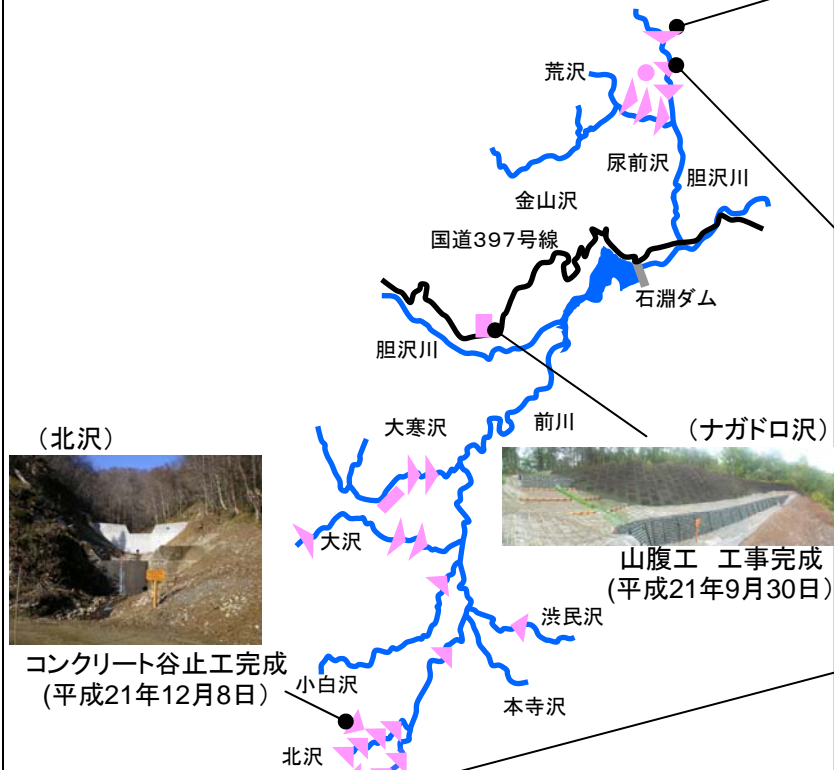 荒沢
尿前沢
胆沢川
金山沢
国道397号線
石淵ダム
胆沢川
前川
大寒沢
(北沢)
(ナガドロ沢)
大沢
山腹工 工事完成
(平成21年9月30日)
渋民沢
コンクリート谷止工完成
(平成21年12月8日)
小白沢
本寺沢
北沢